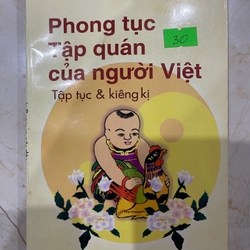 Phong tục
Tập quán
của người Việt
Tập tục & kiêng kị
30